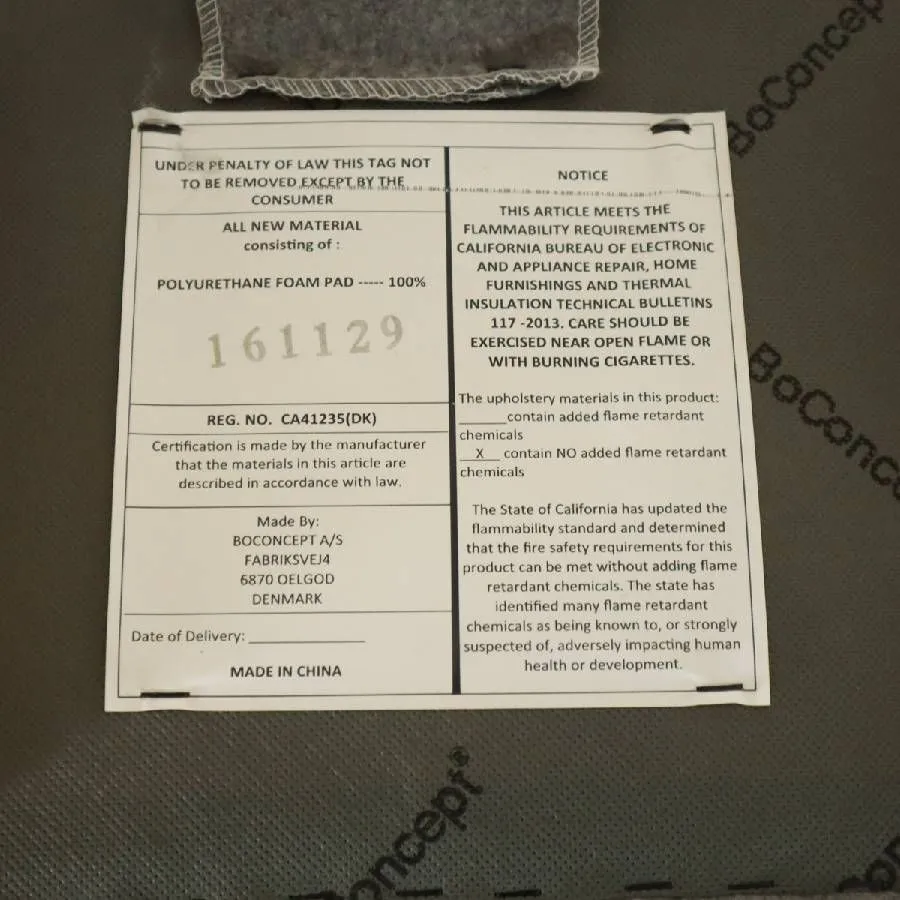 UNDER PENALTY OF LAW THIS TAG NOT
TO BE REMOVED EXCEPT BY THE
CONSUMER
ALL NEW MATERIAL
consisting of :
POLYURETHANE FOAM PAD ----- 100%
161129
REG. NO. CA41235(DK)
Certification is made by the manufacturer
that the materials in this article are
described in accordance with law.
Made By:
BOCONCEPT A/S
FABRIKSVEJ4
6870 OELGOD
DENMARK
Date of Delivery: _______________
MADE IN CHINA
NOTICE
THIS ARTICLE MEETS THE
FLAMMABILITY REQUIREMENTS OF
CALIFORNIA BUREAU OF ELECTRONIC
AND APPLIANCE REPAIR, HOME
FURNISHINGS AND THERMAL
INSULATION TECHNICAL BULLETINS
117 -2013. CARE SHOULD BE
EXERCISED NEAR OPEN FLAME OR
WITH BURNING CIGARETTES.
The upholstery materials in this product:
______contain added flame retardant
chemicals
__X__ contain NO added flame retardant
chemicals
The State of California has updated the
flammability standard and determined
that the fire safety requirements for this
product can be met without adding flame
retardant chemicals. The state has
identified many flame retardant
chemicals as being known to, or strongly
suspected of, adversely impacting human
health or development.
BoConcep
BoConc
oncept®